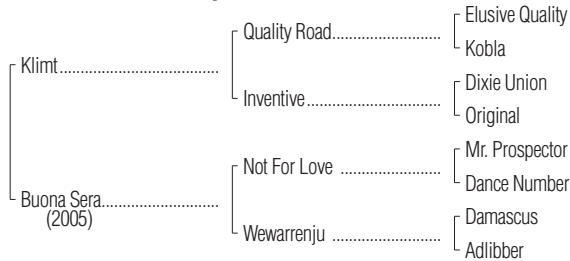 Elusive Quality
Quality Road
Kobla
Klimt
Dixie Union
Inventive
Original
Mr. Prospector
Not For Love
Dance Number
Buona Sera
(2005)
Damascus
Wewarrenju
Adlibber